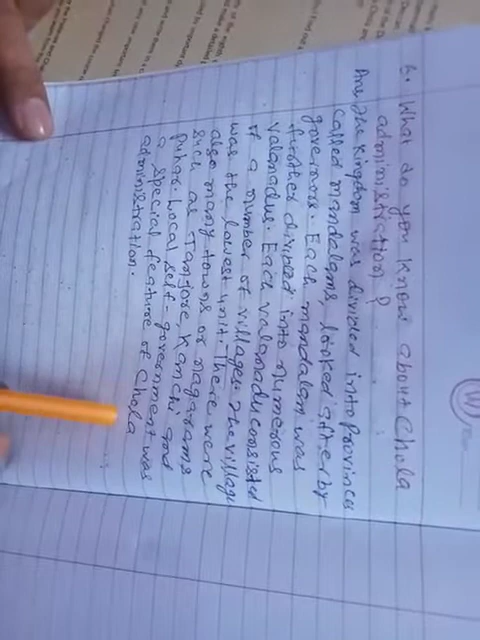 6. What do you know about Chola
administration?
Ans. The Kingdom was divided into Provinces
called mandalams, looked after by
governors. Each mandalam was
further divided into numerous
valanadus. Each valanadu consisted
of a number of villages. The village
was the lowest unit. There were
also many towns or nagarams
such as Tanjore, Kanchi and
Puhar. Local self-government was
a special feature of Chola
administration.